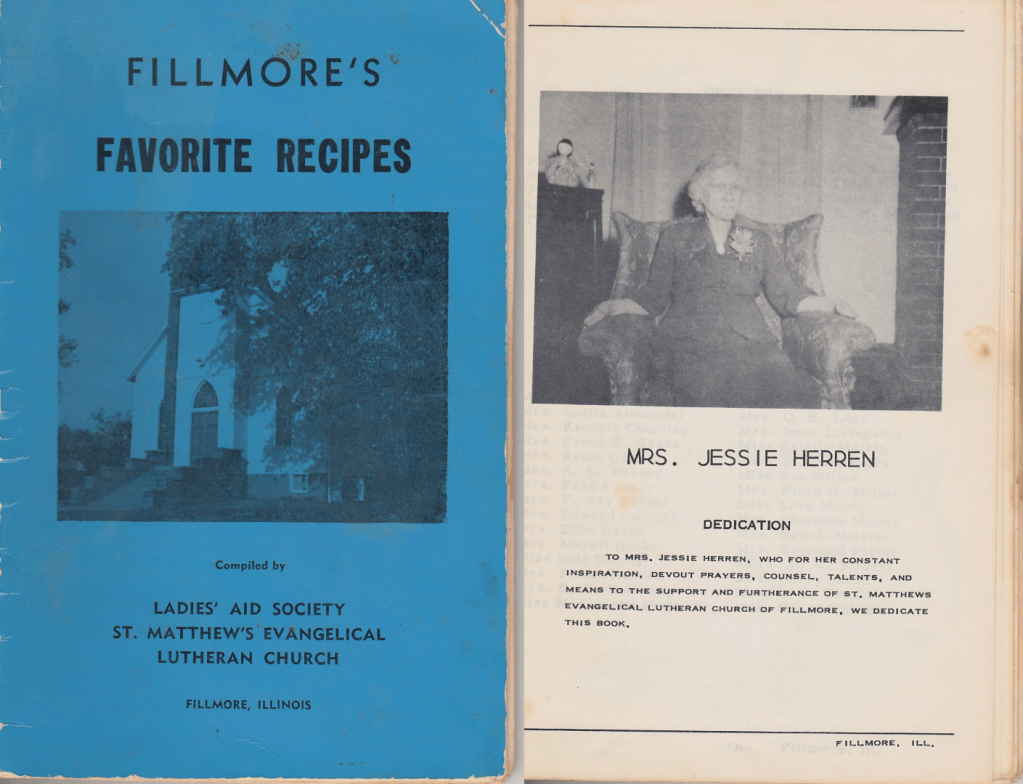 FILLMORE'S
FAVORITE RECIPES
Compiled by
LADIES' AID SOCIETY
ST. MATTHEW'S EVANGELICAL
LUTHERAN CHURCH
FILLMORE, ILLINOIS
MRS. JESSIE HERREN
DEDICATION
TO MRS. JESSIE HERREN, WHO FOR HER CONSTANT
INSPIRATION, DEVOUT PRAYERS, COUNSEL, TALENTS, AND
MEANS TO THE SUPPORT AND FURTHERANCE OF ST. MATTHEWS
EVANGELICAL LUTHERAN CHURCH OF FILLMORE, WE DEDICATE
THIS BOOK.
FILLMORE, ILL.